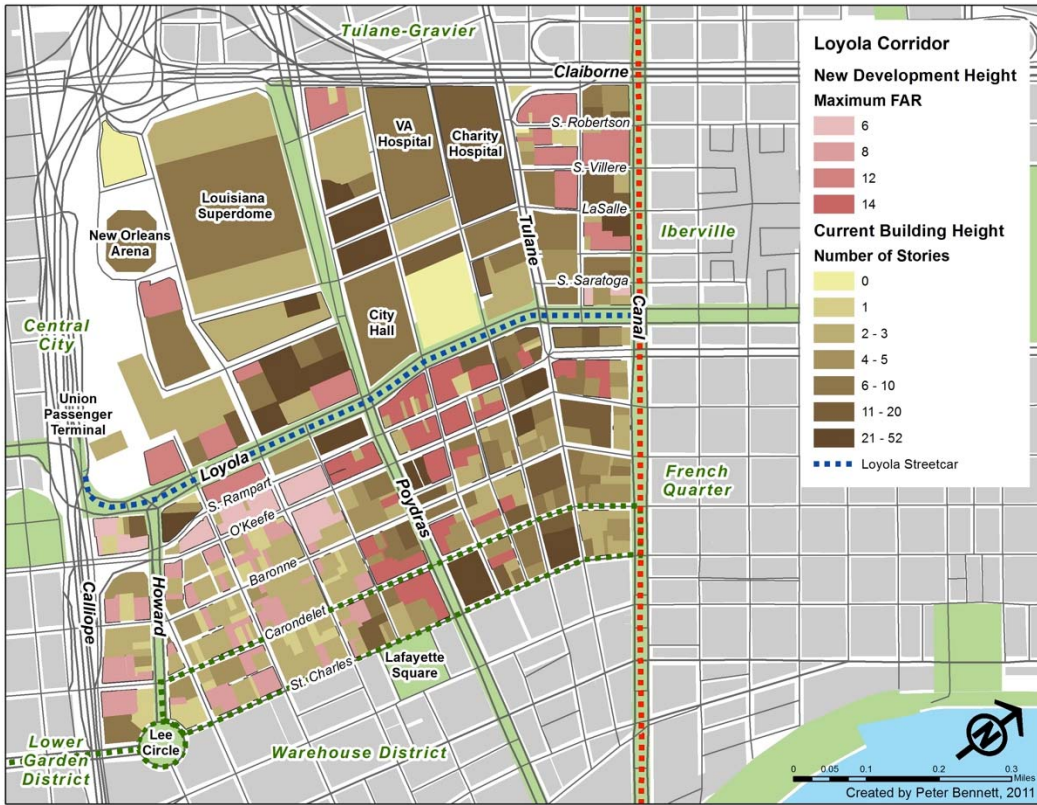 Tulane-Gravier
Claiborne
VA
Hospital
Charity
Hospital
S. Robertson
S. Villere
LaSalle
Tulane
S. Saratoga
Iberville
Canal
Louisiana
Superdome
New Orleans
Arena
City
Hall
Central
City
Union
Passenger
Terminal
Loyola
S. Rampart
O'Keefe
Poydras
Baronne
Carondelet
St. Charles
Howard
Calliope
French
Quarter
Lafayette
Square
Lee
Circle
Lower
Garden
District
Warehouse District
Loyola Corridor
New Development Height
Maximum FAR
6
8
12
14
Current Building Height
Number of Stories
0
1
2 - 3
4 - 5
6 - 10
11 - 20
21 - 52
Loyola Streetcar
N
0 0.05 0.1 0.2 0.3
Miles
Created by Peter Bennett, 2011